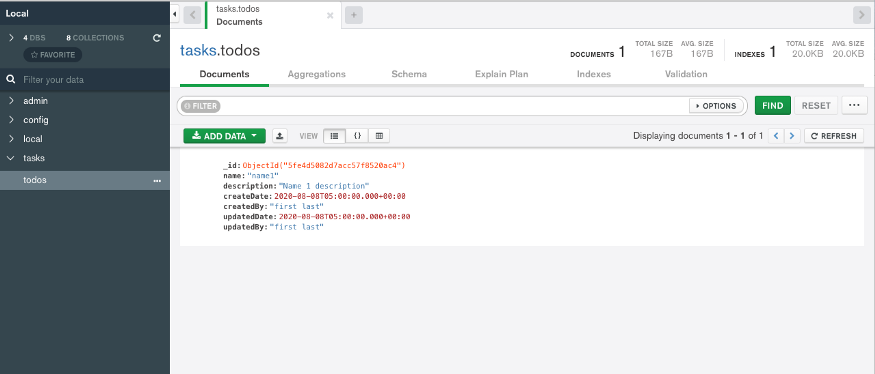 Local
4 DBS 8 COLLECTIONS
FAVORITE
Filter your data
admin
config
local
tasks
todos
tasks.todos
Documents
tasks.todos
DOCUMENTS 1 TOTAL SIZE 167B AVG. SIZE 167B INDEXES 1 TOTAL SIZE 20.0KB AVG. SIZE 20.0KB
Documents Aggregations Schema Explain Plan Indexes Validation
FILTER OPTIONS FIND RESET ...
ADD DATA VIEW {} Displaying documents 1 - 1 of 1 < > REFRESH
_id: ObjectId("5fe4d5082d7acc57f8520ac4")
name: "name1"
description: "Name 1 description"
createDate: 2020-08-08T05:00:00.000+00:00
createdBy: "first last"
updatedDate: 2020-08-08T05:00:00.000+00:00
updatedBy: "first last"